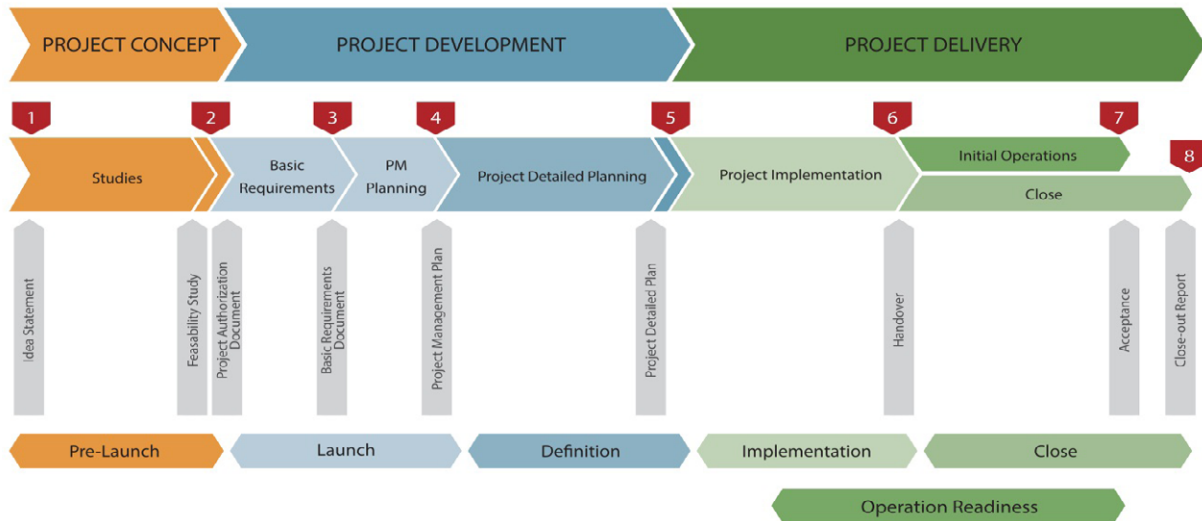 PROJECT CONCEPT
PROJECT DEVELOPMENT
PROJECT DELIVERY
1
2
3
4
5
6
7
8
Studies
Basic
Requirements
PM
Planning
Project Detailed Planning
Project Implementation
Initial Operations
Close
Idea Statement
Feasability Study
Project Authorization
Document
Basic Requirements
Document
Project Management Plan
Project Detailed Plan
Handover
Acceptance
Close-out Report
Pre-Launch
Launch
Definition
Implementation
Close
Operation Readiness